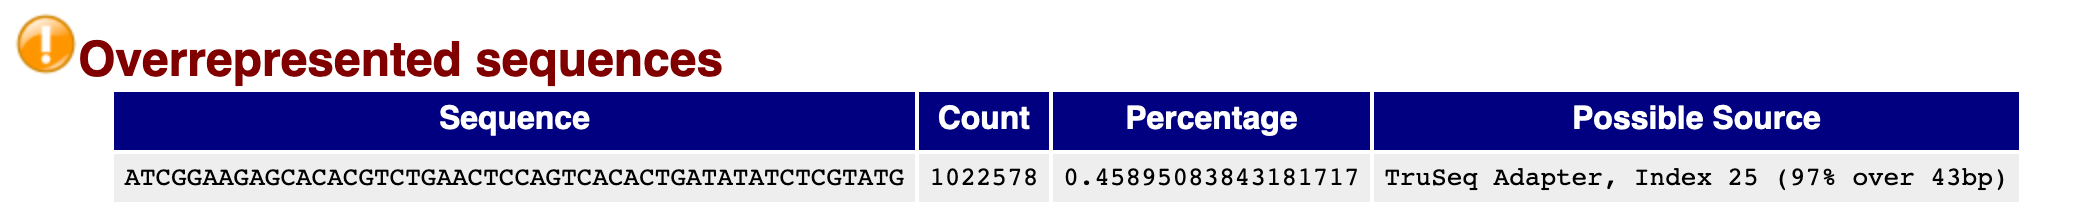 Overrepresented sequences
Sequence Count Percentage Possible Source
ATCGGAAGAGCACACGTCTGAACTCCAGTCACACTGATATATCTCGTATG 1022578 0.45895083843181717 TruSeq Adapter, Index 25 (97% over 43bp)